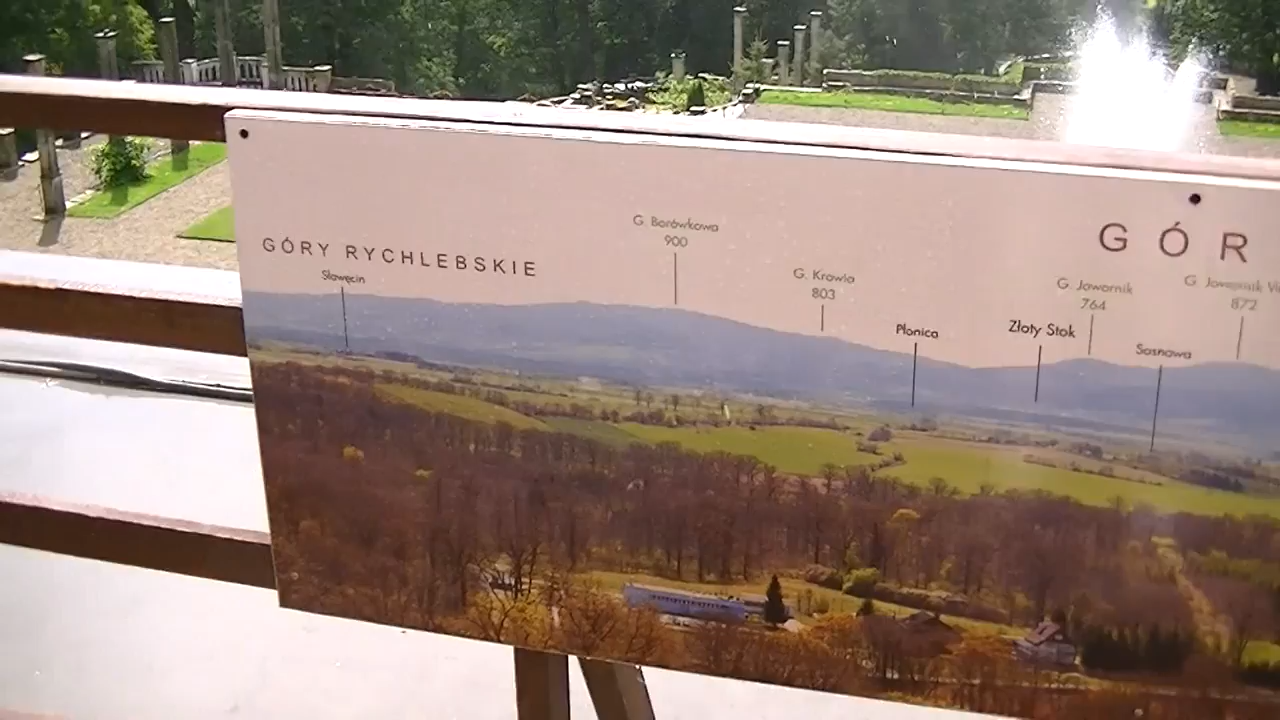 GÓRY RYCHLEBSKIE
Sławęcin
G. Borówkowa
900
G. Krowia
803
Płonica
Złoty Stok
GÓR
G. Jawornik
764
Sosnowa
G. Jawornik
872